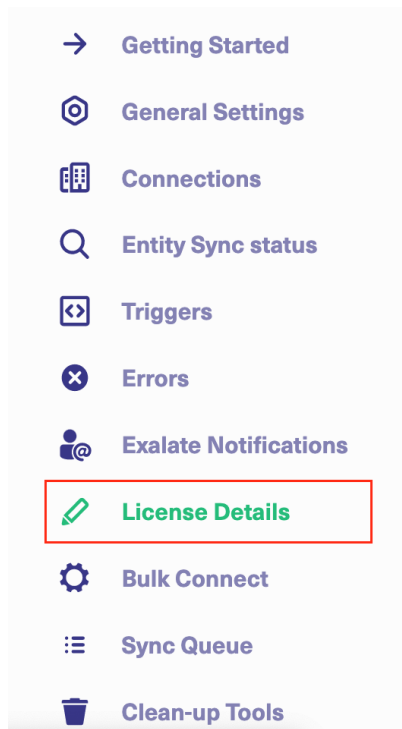 Getting Started
General Settings
Connections
Entity Sync status
Triggers
Errors
Exalate Notifications
License Details
Bulk Connect
Sync Queue
Clean-up Tools